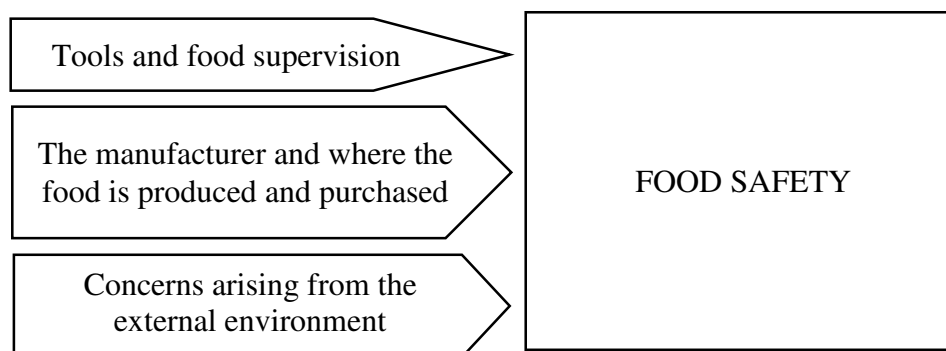 Tools and food supervision
The manufacturer and where the
food is produced and purchased
FOOD SAFETY
Concerns arising from the
external environment